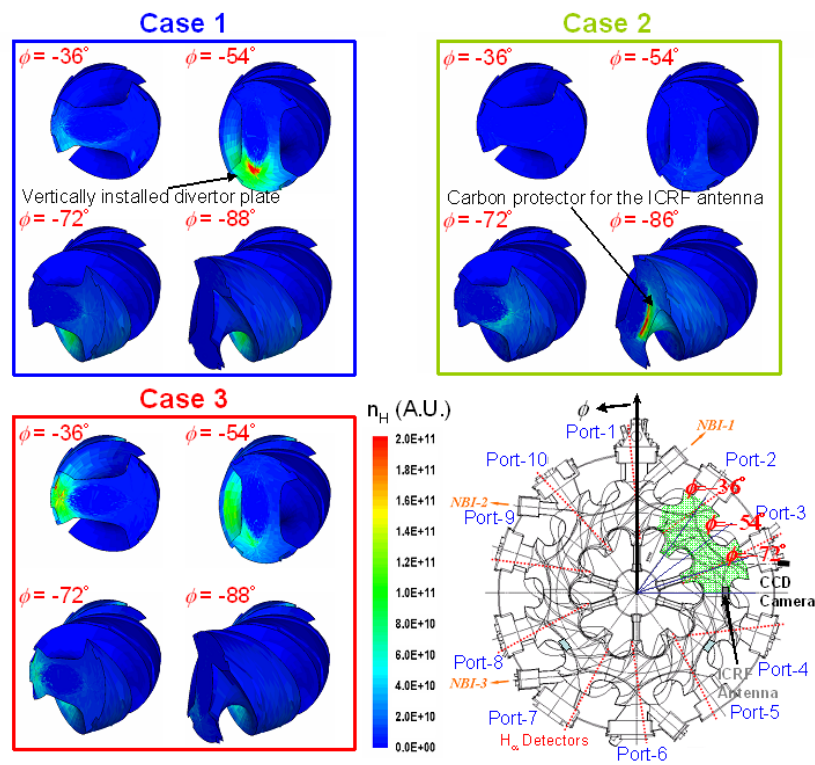 Case 1
ϕ = -36°
ϕ = -54°
Vertically installed divertor plate
ϕ = -72°
ϕ = -88°
Case 2
ϕ = -36°
ϕ = -54°
Carbon protector for the ICRF antenna
ϕ = -72°
ϕ = -86°
Case 3
ϕ = -36°
ϕ = -54°
ϕ = -72°
ϕ = -88°
n_H (A.U.)
2.0E+11
1.8E+11
1.6E+11
1.4E+11
1.2E+11
1.0E+11
8.0E+10
6.0E+10
4.0E+10
2.0E+10
0.0E+00
ϕ
Port-1
NBI-1
Port-10
Port-2
ϕ=-36°
NBI-2
Port-9
Port-3
ϕ=-54°
ϕ=-72°
CCD
Camera
Port-8
Port-4
ICRF
Antenna
NBI-3
Port-7
Port-5
Hα Detectors
Port-6